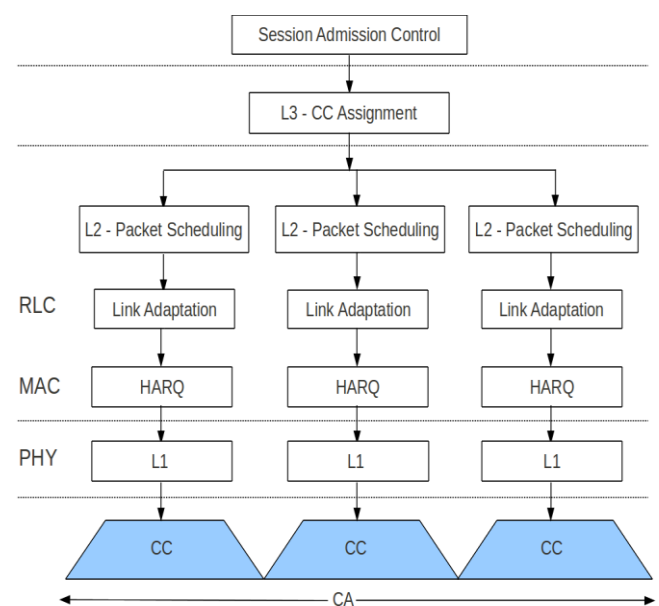 Session Admission Control
L3 - CC Assignment
L2 - Packet Scheduling L2 - Packet Scheduling L2 - Packet Scheduling
RLC Link Adaptation Link Adaptation Link Adaptation
MAC HARQ HARQ HARQ
PHY L1 L1 L1
CC CC CC
CA